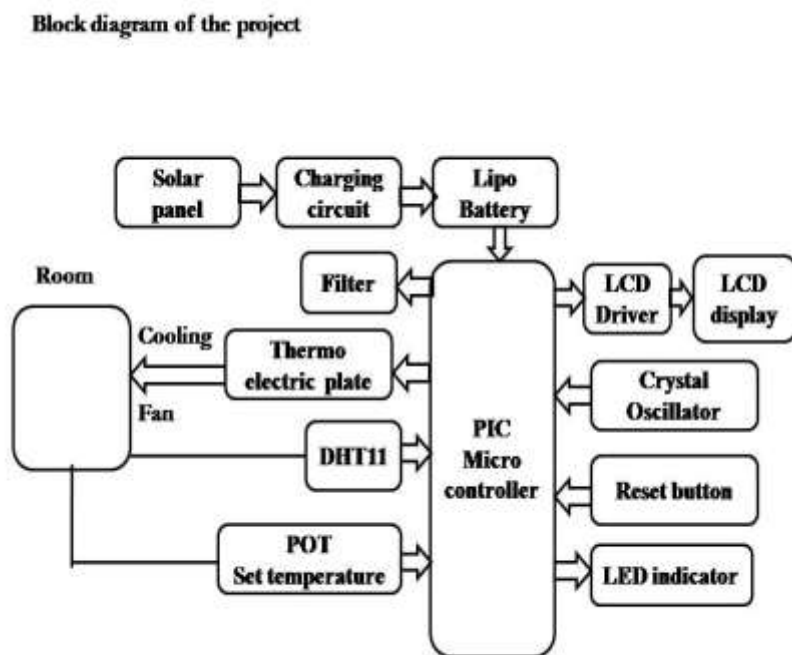 Block diagram of the project
Solar
panel
Charging
circuit
Lipo
Battery
Room
Filter
LCD
Driver
LCD
display
Cooling
Thermo
electric plate
Fan
Crystal
Oscillator
PIC
Micro
controller
DHT11
Reset button
POT
Set temperature
LED indicator